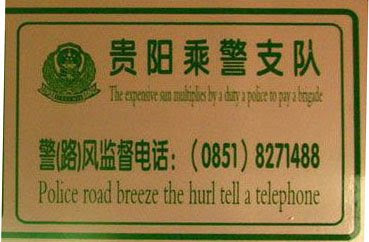 贵阳乘警支队
The expensive sun multiplies by a duty a police to pay a brigade
警(路)风监督电话：(0851) 8271488
Police road breeze the hurl tell a telephone